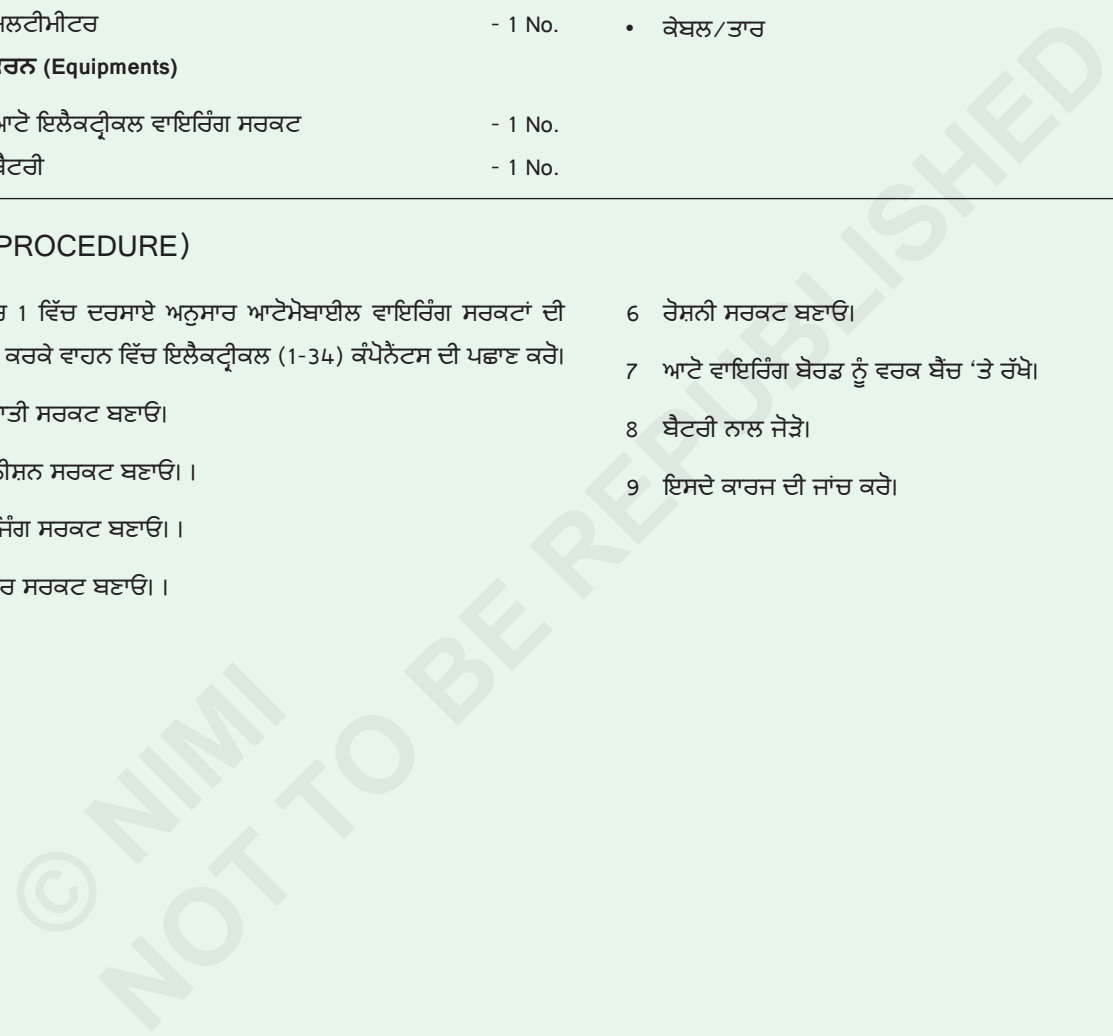 ਮਲਟੀਮੀਟਰ - 1 No.
(Equipments)
ਆਟੋ ਇਲੈਕਟ੍ਰੀਕਲ ਵਾਇਰਿੰਗ ਸਰਕਟ - 1 No.
ਬੈਟਰੀ - 1 No.
• ਕੇਬਲ/ਤਾਰ
PROCEDURE)
1 ਵਿੱਚ ਦਰਸਾਏ ਅਨੁਸਾਰ ਆਟੋਮੋਬਾਈਲ ਵਾਇਰਿੰਗ ਸਰਕਟਾਂ ਦੀ
ਕਰਕੇ ਵਾਹਨ ਵਿੱਚ ਇਲੈਕਟ੍ਰੀਕਲ (1-34) ਕੰਪੋਨੈਂਟਸ ਦੀ ਪਛਾਣ ਕਰੋ।
ਸਰਕਟ ਬਣਾਓ।
ਸਰਕਟ ਬਣਾਓ। ।
ਸਰਕਟ ਬਣਾਓ। ।
ਸਰਕਟ ਬਣਾਓ। ।
6 ਰੋਸ਼ਨੀ ਸਰਕਟ ਬਣਾਓ।
7 ਆਟੋ ਵਾਇਰਿੰਗ ਬੋਰਡ ਨੂੰ ਵਰਕ ਬੈਂਚ ‘ਤੇ ਰੱਖੋ।
8 ਬੈਟਰੀ ਨਾਲ ਜੋੜੋ।
9 ਇਸਦੇ ਕਾਰਜ ਦੀ ਜਾਂਚ ਕਰੋ।
© NIMI
NOT TO BE REPUBLISHED